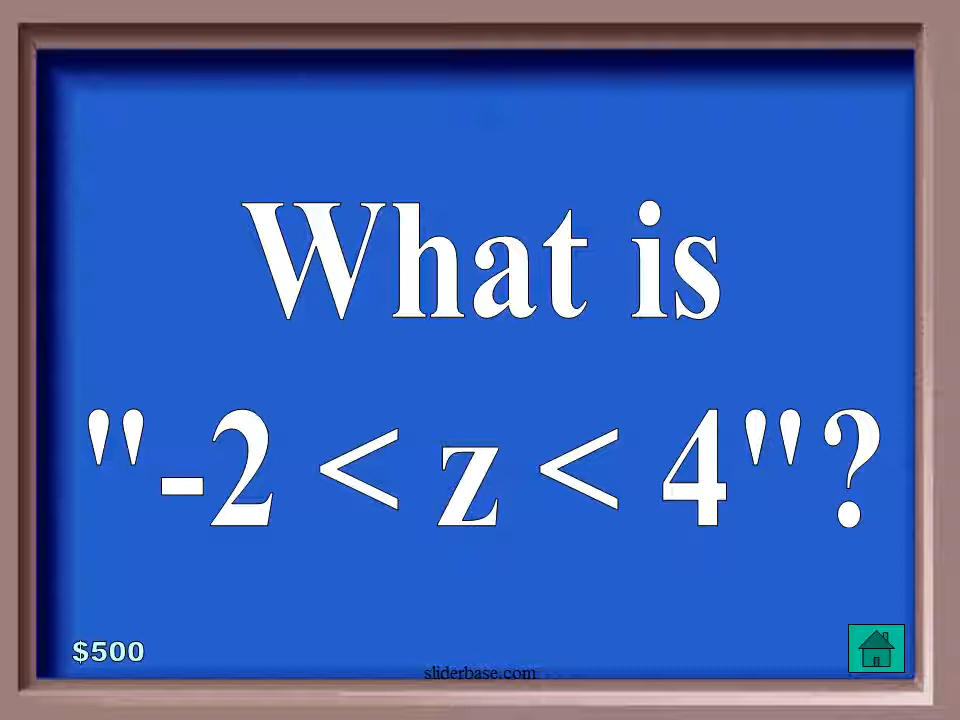 What is
"-2 < z < 4"?
$500
sliderbase.com